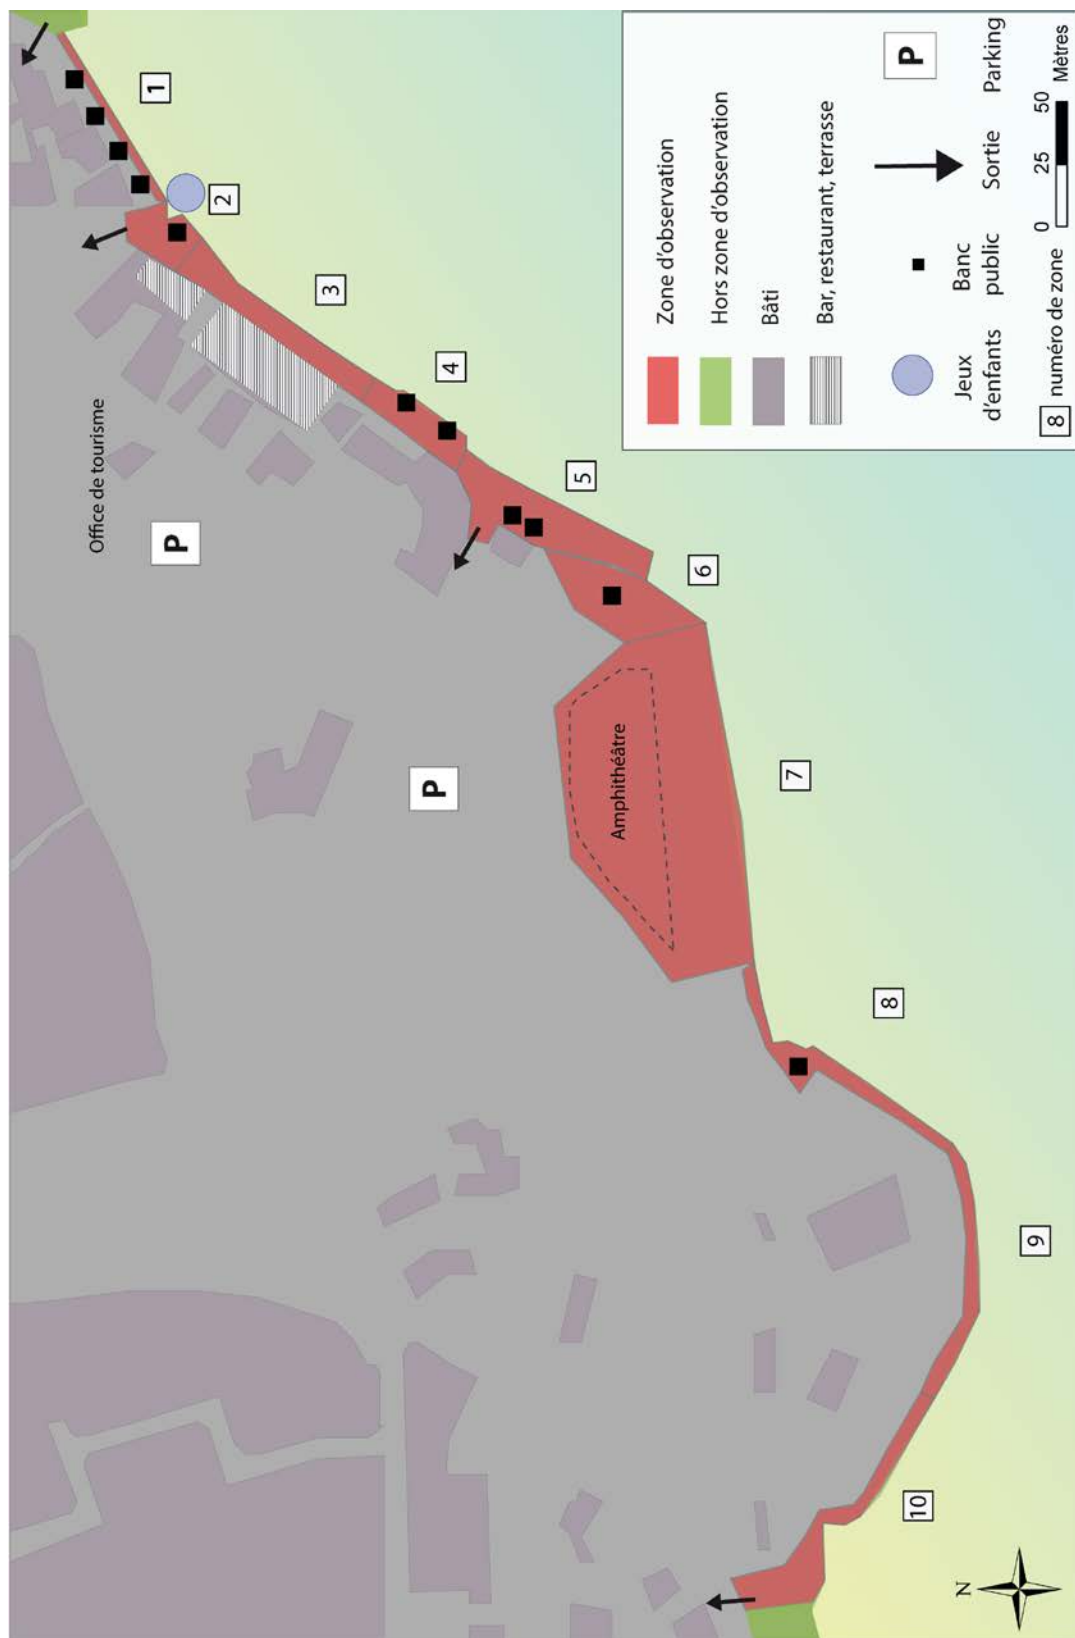 Office de tourisme
P
P
Amphithéâtre
1
2
3
4
5
6
7
8
9
10
N
Zone d'observation
Hors zone d'observation
Bâti
Bar, restaurant, terrasse
Jeux
d'enfants
Banc
public
Sortie
P
Parking
8 numéro de zone
0 25 50
Mètres